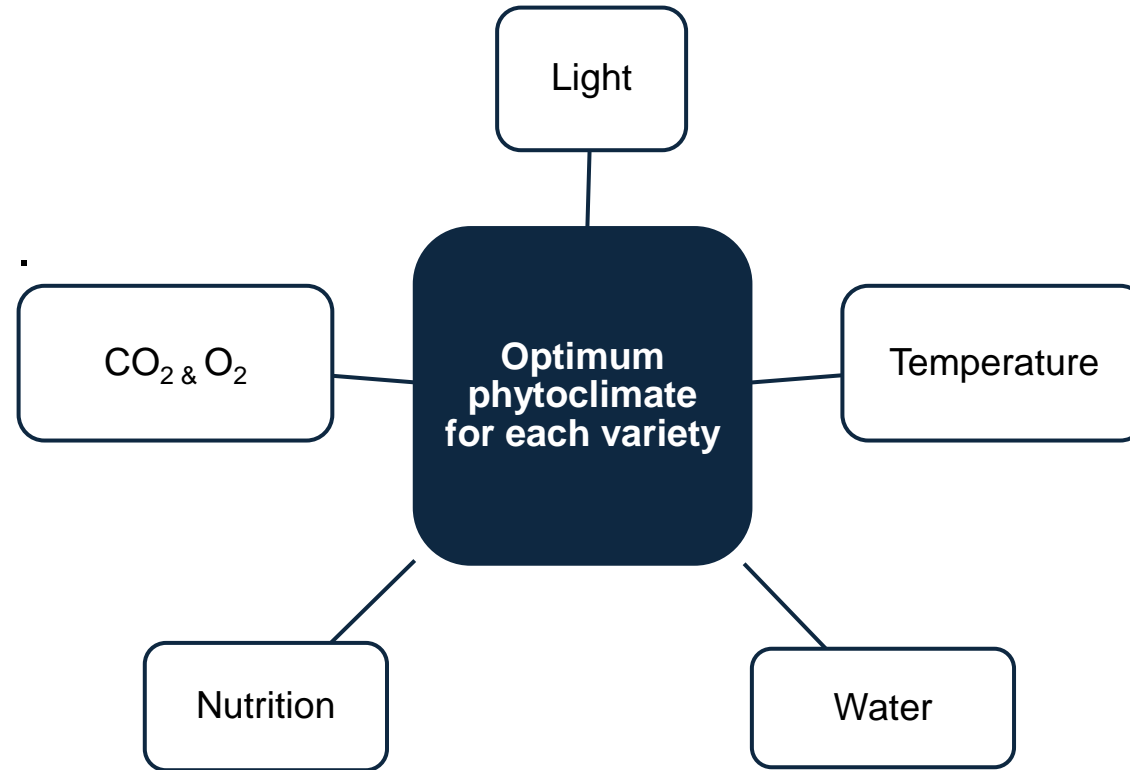 Light
CO₂ & O₂
Optimum
phytoclimate
for each variety
Temperature
Nutrition
Water